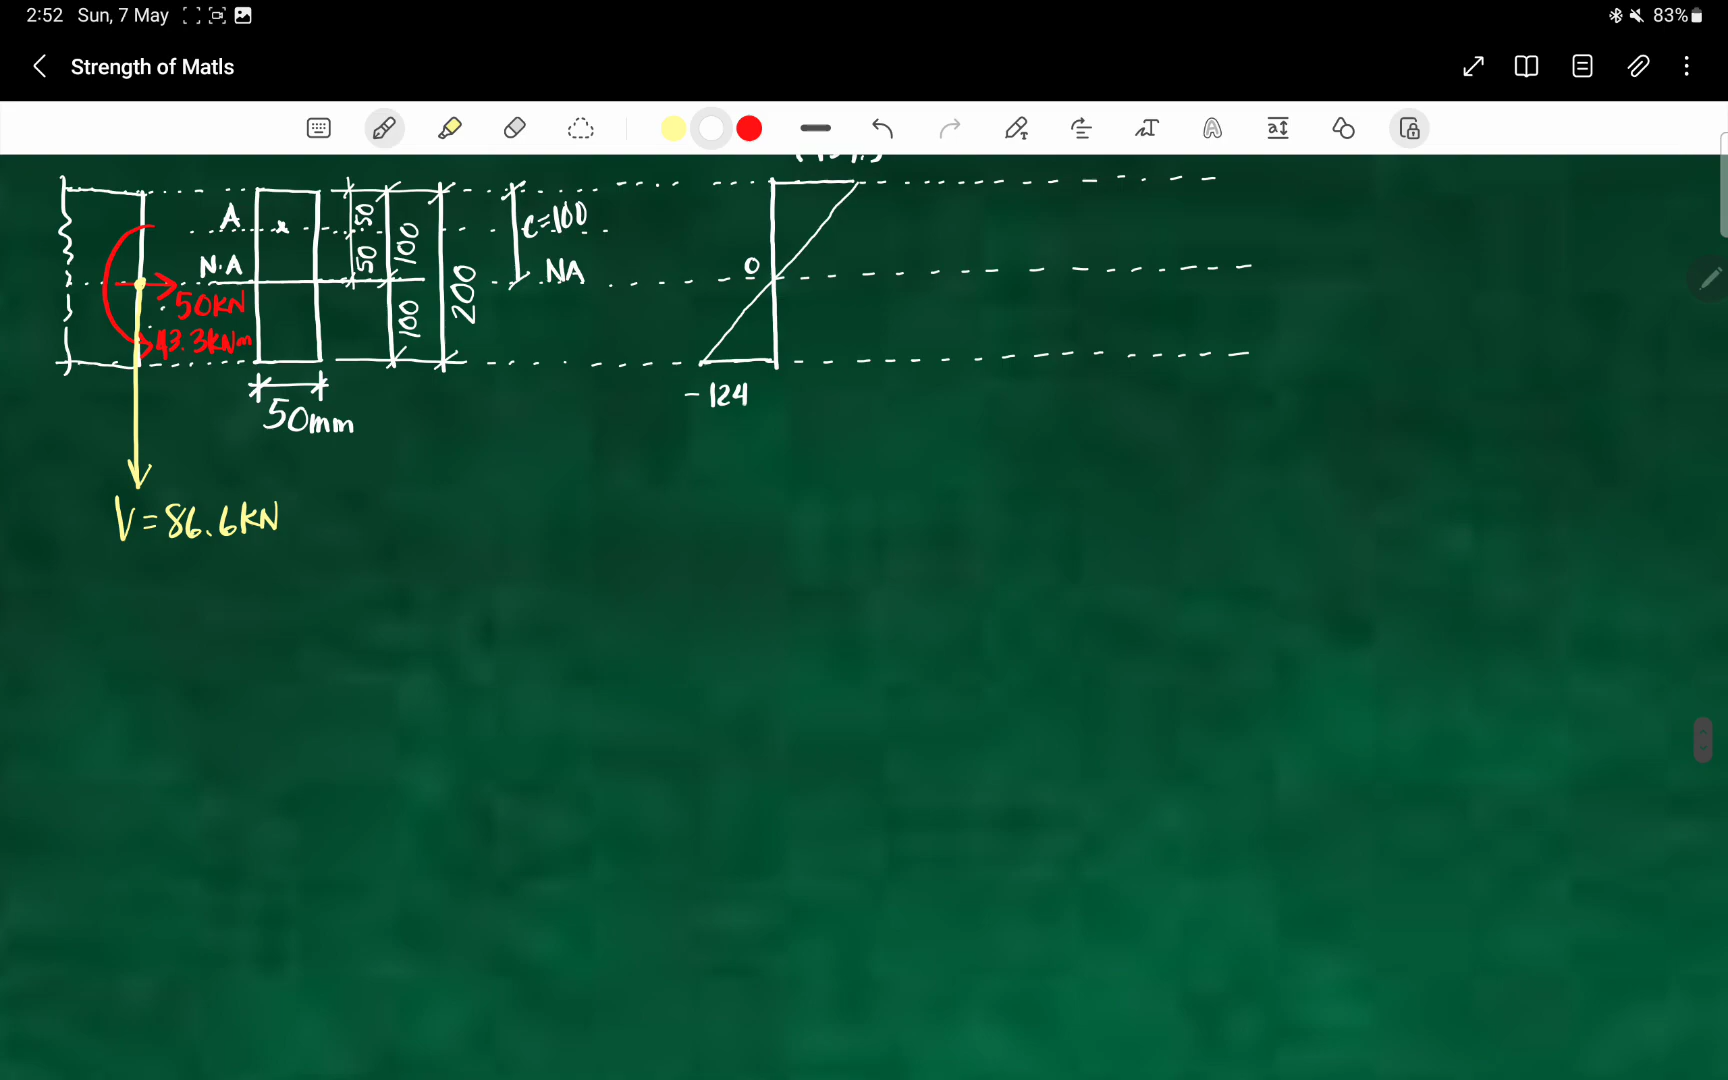 2:52 Sun, 7 May
83%
Strength of Matls
A
50
100
C=100
N.A
50
NA
0
50KN
100
200
43.3KNm
-124
50mm
V=86.6KN